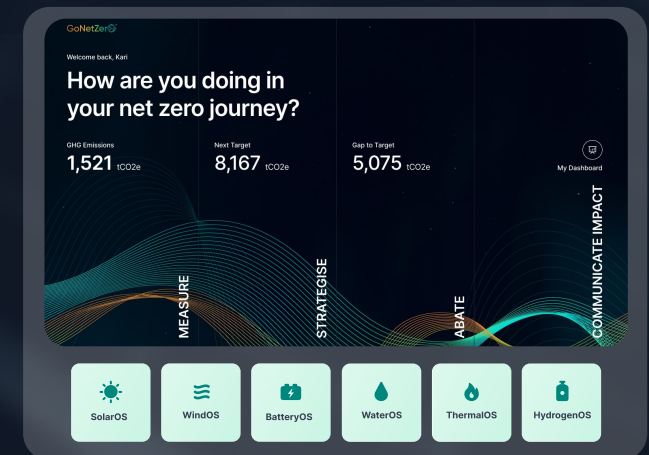 GoNetZero
Welcome back, Kari
How are you doing in
your net zero journey?
GHG Emissions
1,521 tCO2e
Next Target
8,167 tCO2e
Gap to Target
5,075 tCO2e
My Dashboard
MEASURE
STRATEGISE
ABATE
COMMUNICATE IMPACT
SolarOS
WindOS
BatteryOS
WaterOS
ThermalOS
HydrogenOS